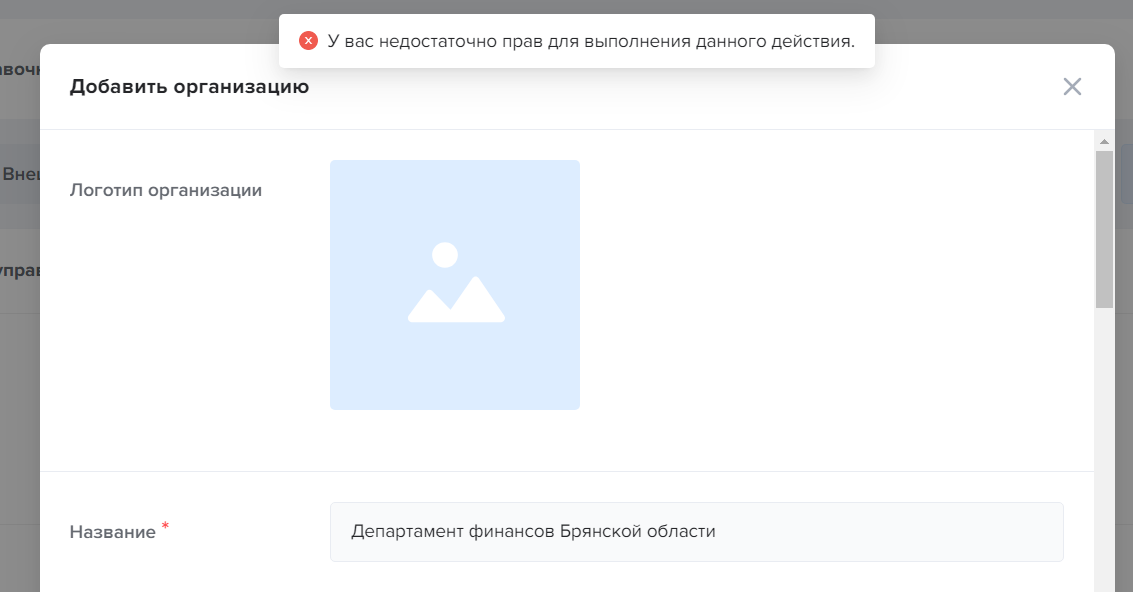 У вас недостаточно прав для выполнения данного действия.
Добавить организацию
Логотип организации
Название *
Департамент финансов Брянской области